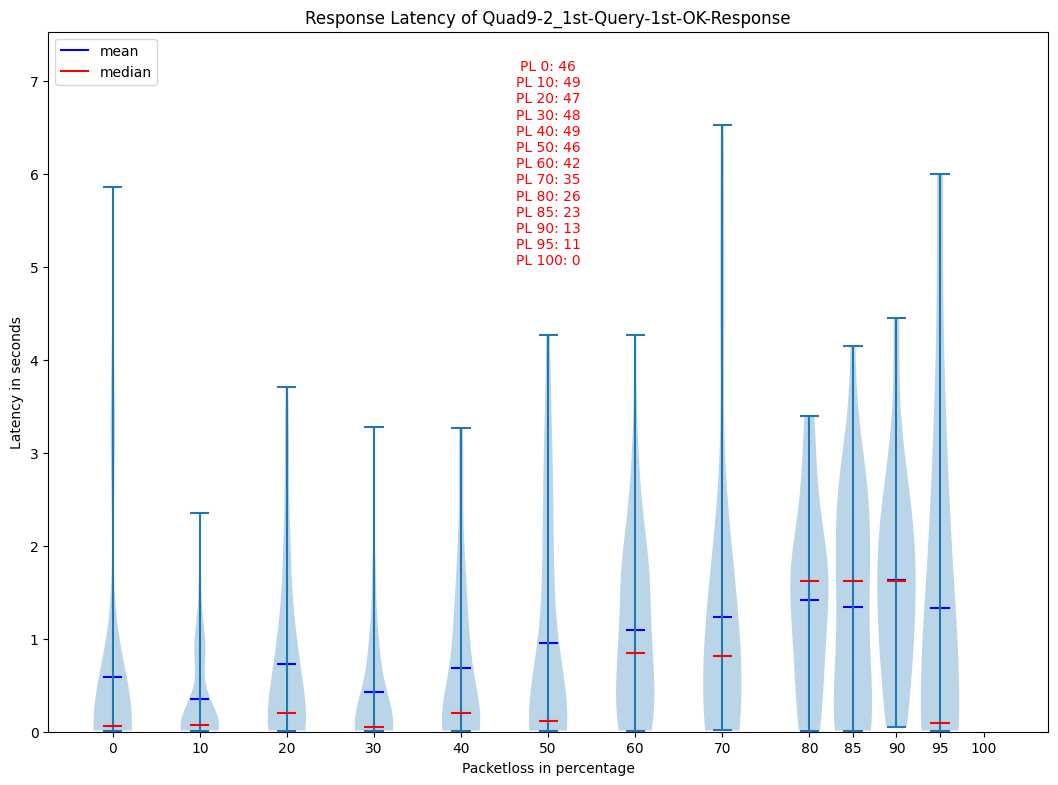 Response Latency of Quad9-2_1st-Query-1st-OK-Response
mean
median
PL 0: 46
PL 10: 49
PL 20: 47
PL 30: 48
PL 40: 49
PL 50: 46
PL 60: 42
PL 70: 35
PL 80: 26
PL 85: 23
PL 90: 13
PL 95: 11
PL 100: 0
Latency in seconds
7
6
5
4
3
2
1
0
0 10 20 30 40 50 60 70 80 85 90 95 100
Packetloss in percentage